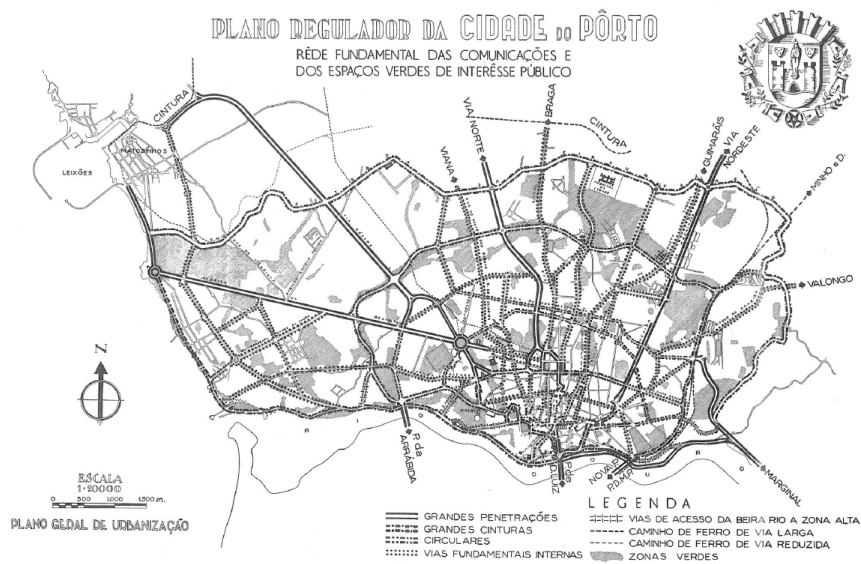 PLANO REGULADOR DA CIDADE DO PÔRTO
RÊDE FUNDAMENTAL DAS COMUNICAÇÕES E
DOS ESPAÇOS VERDES DE INTERÊSSE PÚBLICO
CINTURA
MATOSINHOS
LEIXÕES
VIANA
VIA NORTE
BRAGA
CINTURA
GUIMARÃIS
VIA NORDESTE
MINHO e D.
VALONGO
MARGINAL
NOVA P.
P.D.M.P.
P. de
D. LUIZ
P. da
ARRÁBIDA
RIO DOURO
N
ESCALA
1:20000
0 500 1000 1500 m.
PLANO GERAL DE URBANIZAÇÃO
LEGENDA
GRANDES PENETRAÇÕES
GRANDES CINTURAS
CIRCULARES
VIAS FUNDAMENTAIS INTERNAS
VIAS DE ACESSO DA BEIRA RIO A ZONA ALTA
CAMINHO DE FERRO DE VIA LARGA
CAMINHO DE FERRO DE VIA REDUZIDA
ZONAS VERDES